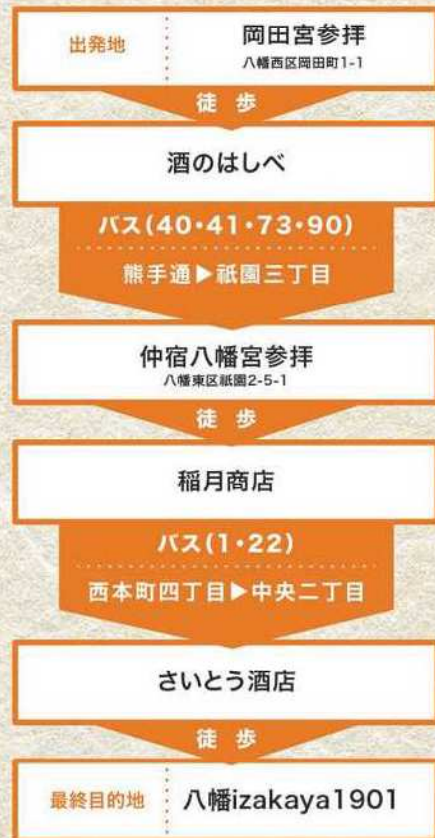 出発地
岡田宮参拝
八幡西区岡田町1-1
徒歩
酒のはしべ
バス(40・41・73・90)
熊手通▶祇園三丁目
仲宿八幡宮参拝
八幡東区祇園2-5-1
徒歩
稲月商店
バス(1・22)
西本町四丁目▶中央二丁目
さいとう酒店
徒歩
最終目的地
八幡izakaya1901